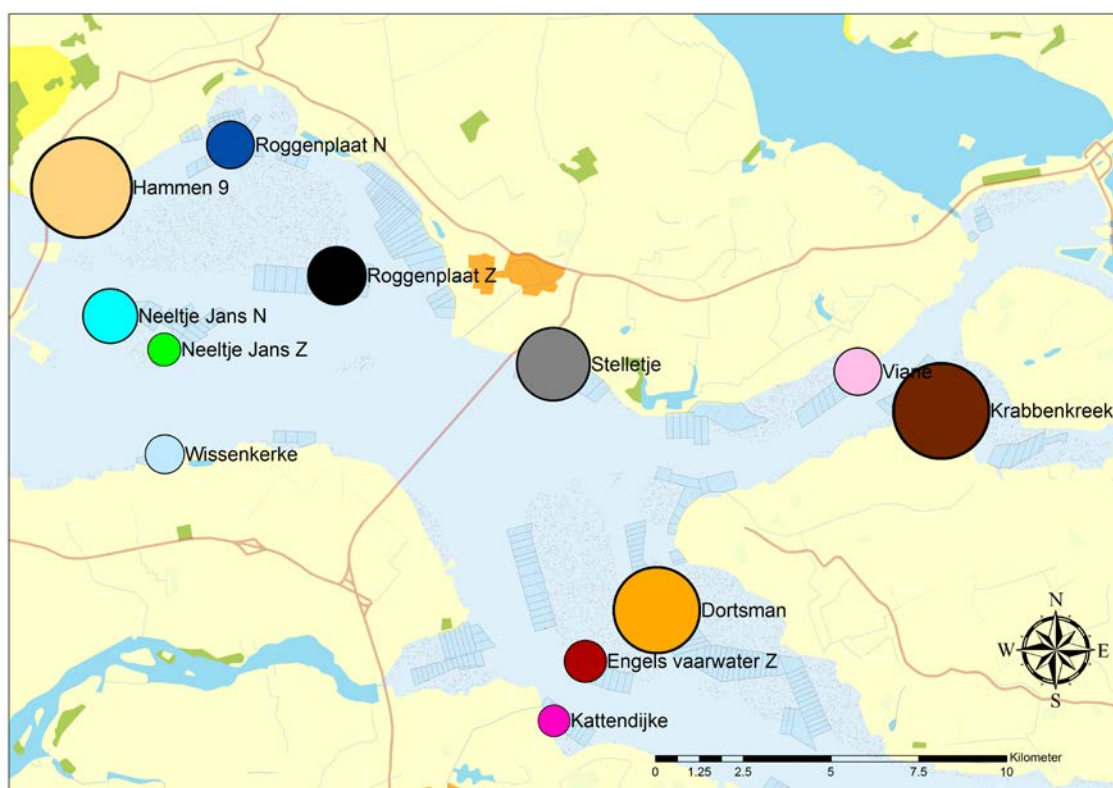 Roggenplaat N
Hammen 9
Roggenplaat Z
Neeltje Jans N
Neeltje Jans Z
Stelletje
Viane
Krabbenkreek
Wissenkerke
Dortsman
Engels vaarwater Z
Kattendijke
N
W E
S
Kilometer
0 1.25 2.5 5 7.5 10